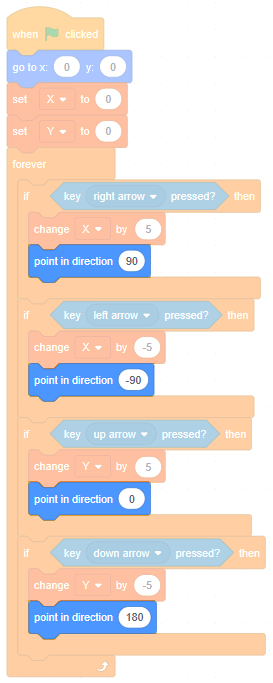 when clicked
go to x: 0 y: 0
set X to 0
set Y to 0
forever
if key right arrow pressed? then
change X by 5
point in direction 90
if key left arrow pressed? then
change X by -5
point in direction -90
if key up arrow pressed? then
change Y by 5
point in direction 0
if key down arrow pressed? then
change Y by -5
point in direction 180